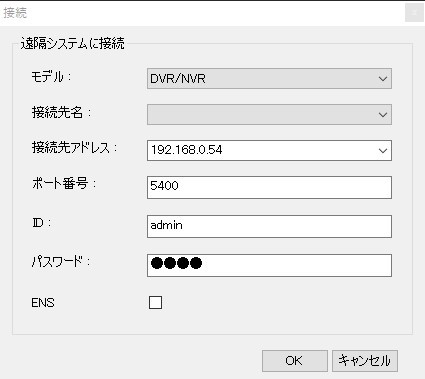 接続
遠隔システムに接続
モデル：
DVR/NVR
接続先名：
接続先アドレス：
192.168.0.54
ポート番号：
5400
ID：
admin
パスワード：
●●●●
ENS
OK
キャンセル